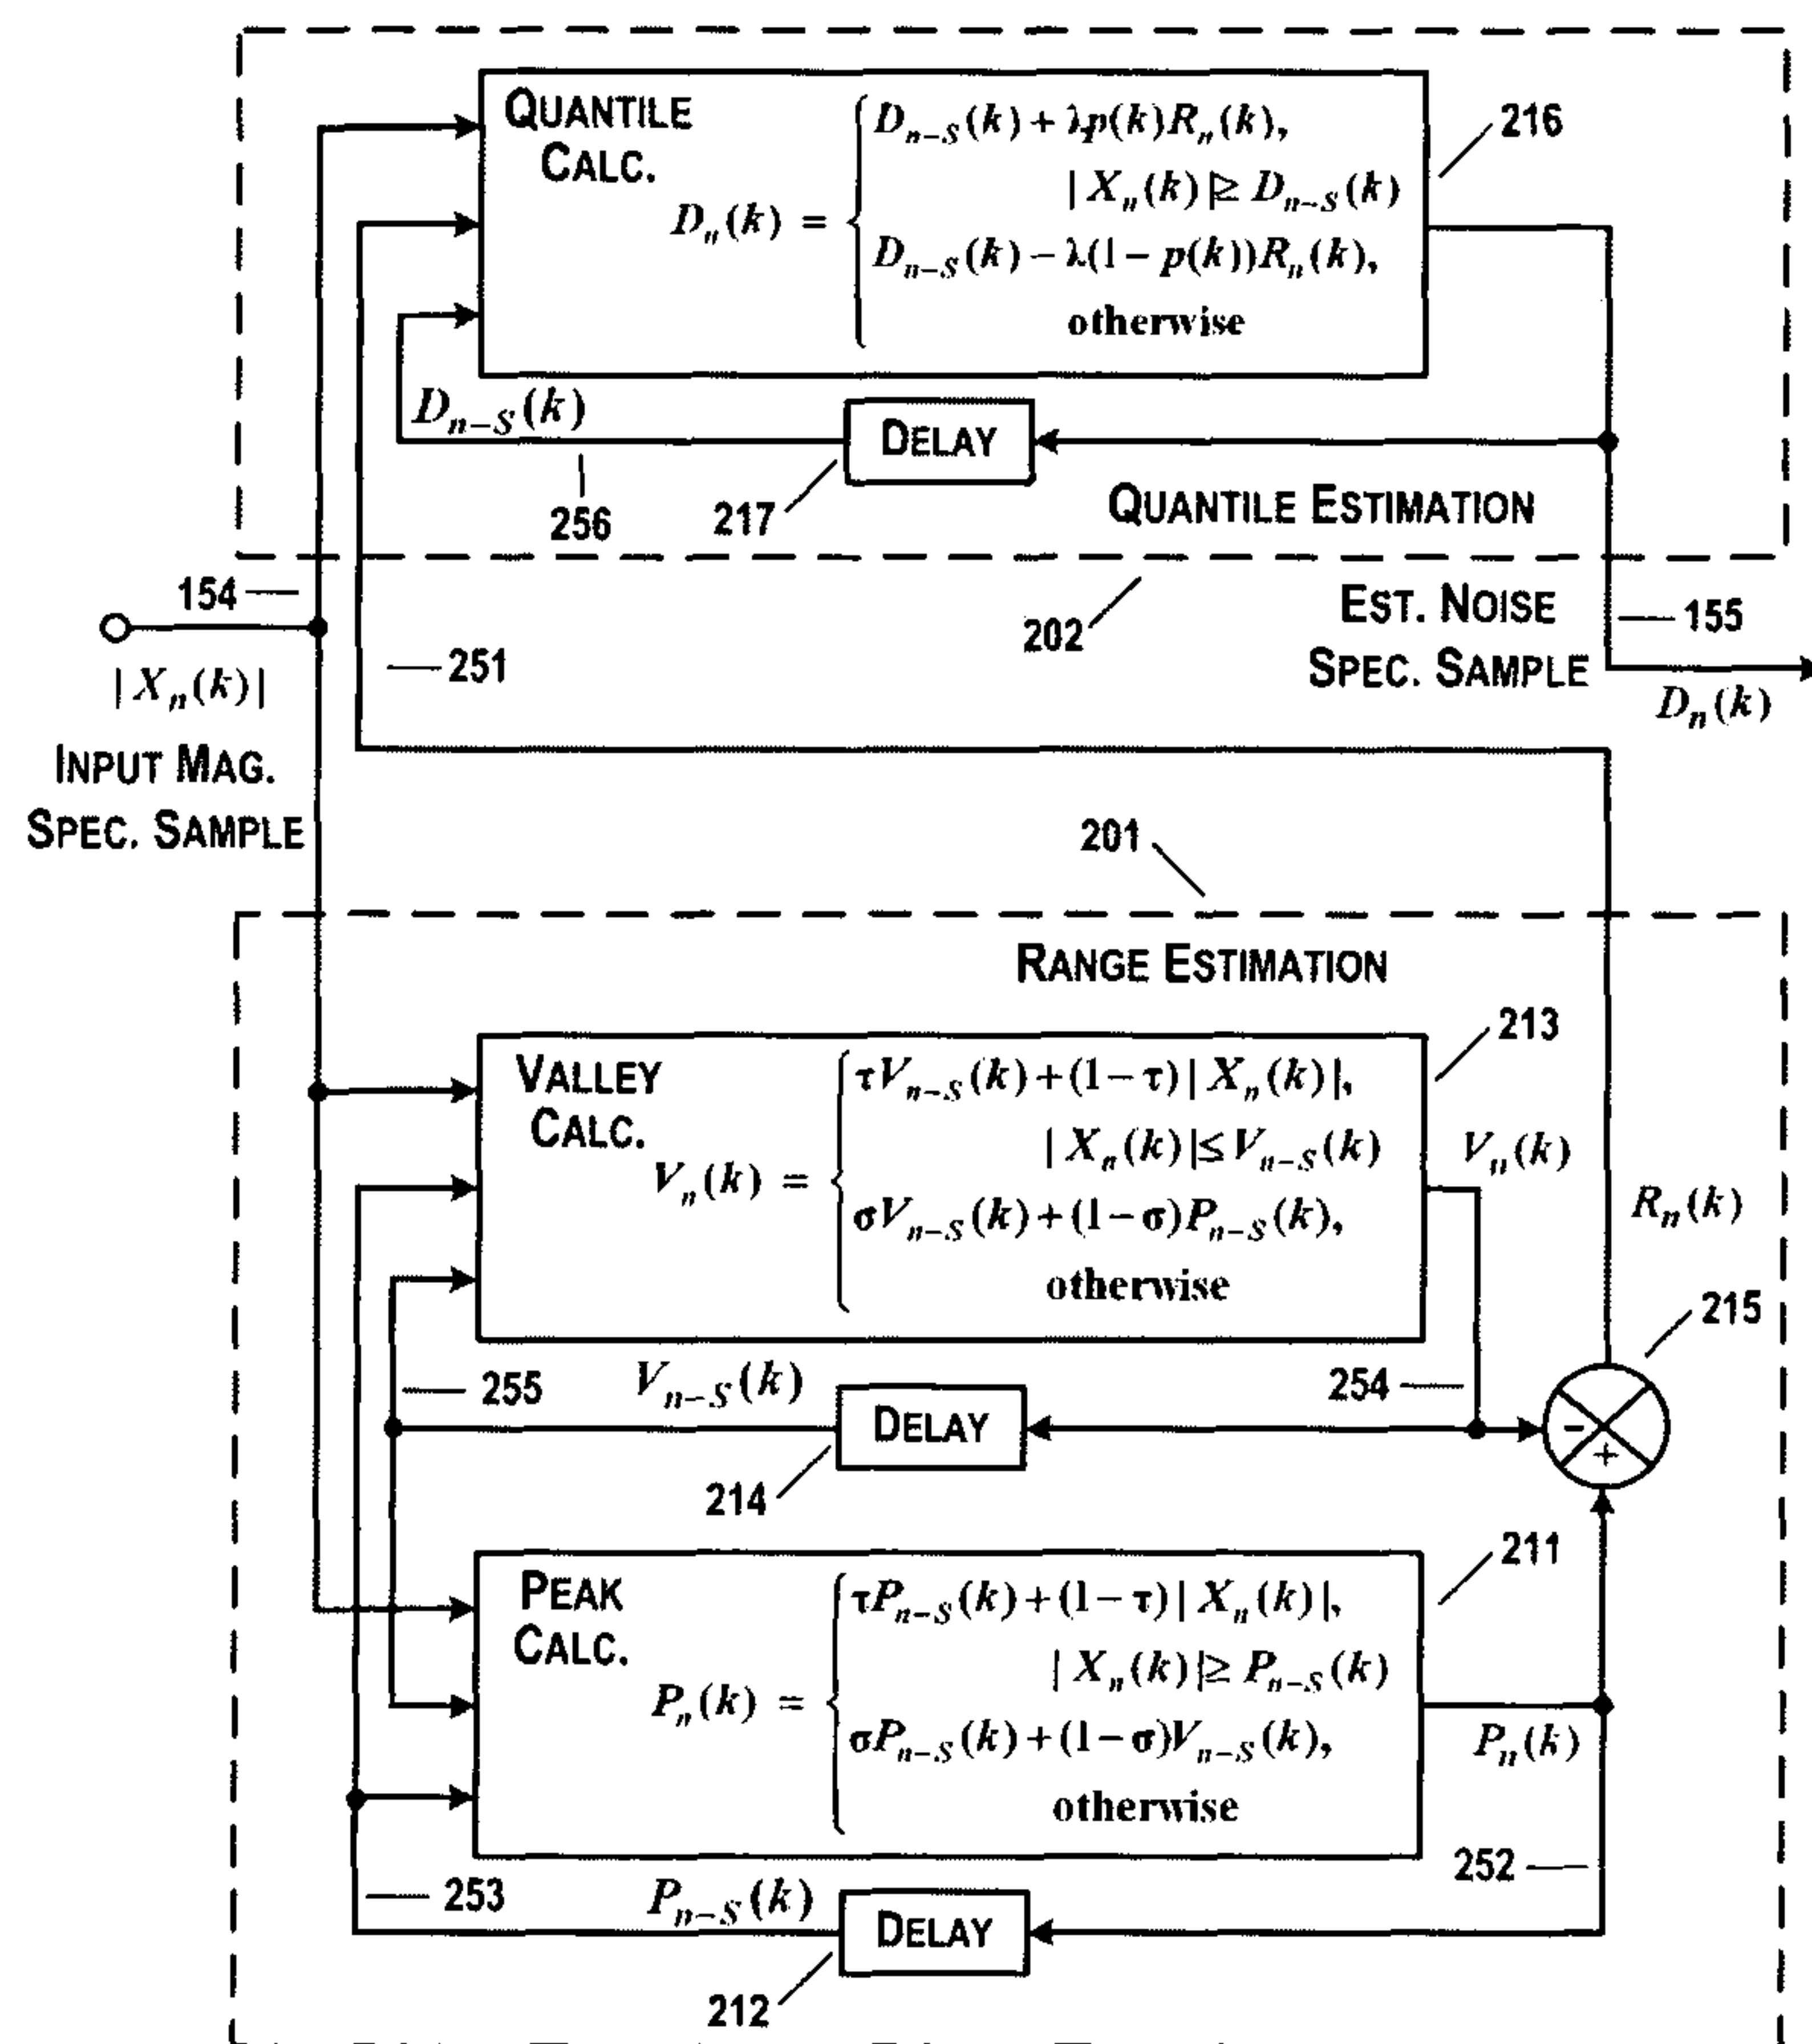 QUANTILE
CALC.
D_n(k) = { D_{n-S}(k) + λp(k)R_n(k),
|X_n(k)| ≥ D_{n-S}(k)
D_{n-S}(k) - λ(1 - p(k))R_n(k),
otherwise
216
D_{n-S}(k)
DELAY
256
217
QUANTILE ESTIMATION
154
202
EST. NOISE
SPEC. SAMPLE
155
|X_n(k)|
251
D_n(k)
INPUT MAG.
SPEC. SAMPLE
201
RANGE ESTIMATION
213
VALLEY
CALC.
V_n(k) = { τV_{n-S}(k) + (1 - τ)|X_n(k)|,
|X_n(k)| ≤ V_{n-S}(k)
σV_{n-S}(k) + (1 - σ)P_{n-S}(k),
otherwise
V_n(k)
R_n(k)
215
255
V_{n-S}(k)
DELAY
254
-
+
214
211
PEAK
CALC.
P_n(k) = { τP_{n-S}(k) + (1 - τ)|X_n(k)|,
|X_n(k)| ≥ P_{n-S}(k)
σP_{n-S}(k) + (1 - σ)V_{n-S}(k),
otherwise
P_n(k)
252
253
P_{n-S}(k)
DELAY
212